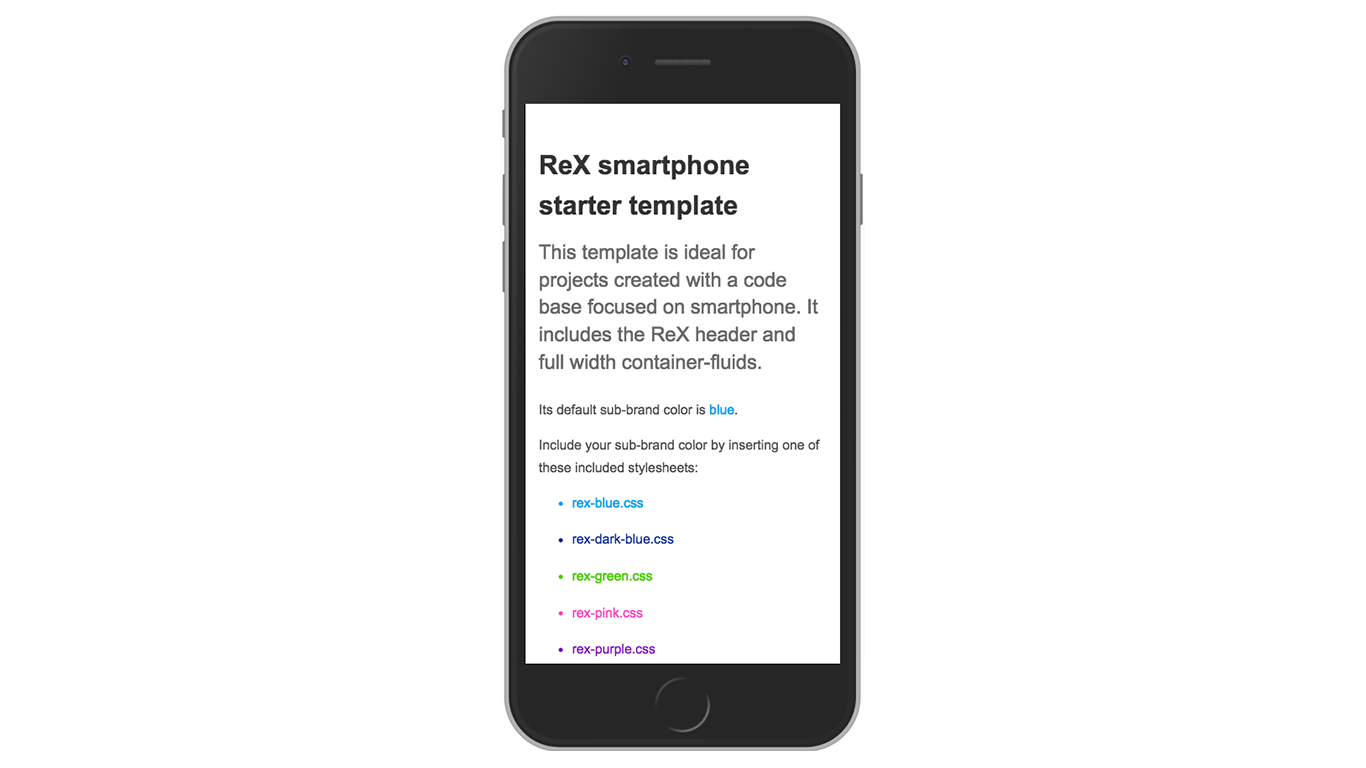 ReX smartphone
starter template
This template is ideal for
projects created with a code
base focused on smartphone. It
includes the ReX header and
full width container-fluids.
Its default sub-brand color is blue.
Include your sub-brand color by inserting one of
these included stylesheets:
• rex-blue.css
• rex-dark-blue.css
• rex-green.css
• rex-pink.css
• rex-purple.css